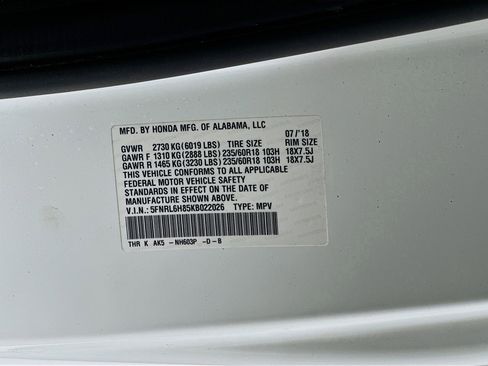 MFD. BY HONDA MFG. OF ALABAMA, LLC 07/'18
GVWR 2730 KG(6019 LBS) TIRE SIZE RIM SIZE
GAWR F 1310 KG(2888 LBS) 235/60R18 103H 18X7.5J
GAWR R 1465 KG(3230 LBS) 235/60R18 103H 18X7.5J
THIS VEHICLE CONFORMS TO ALL APPLICABLE
FEDERAL MOTOR VEHICLE SAFETY
STANDARDS IN EFFECT ON THE DATE OF
MANUFACTURE SHOWN ABOVE.
V.I.N.: 5FNRL6H85KB022026 TYPE: MPV
THR K AK5 -NH603P -D-B